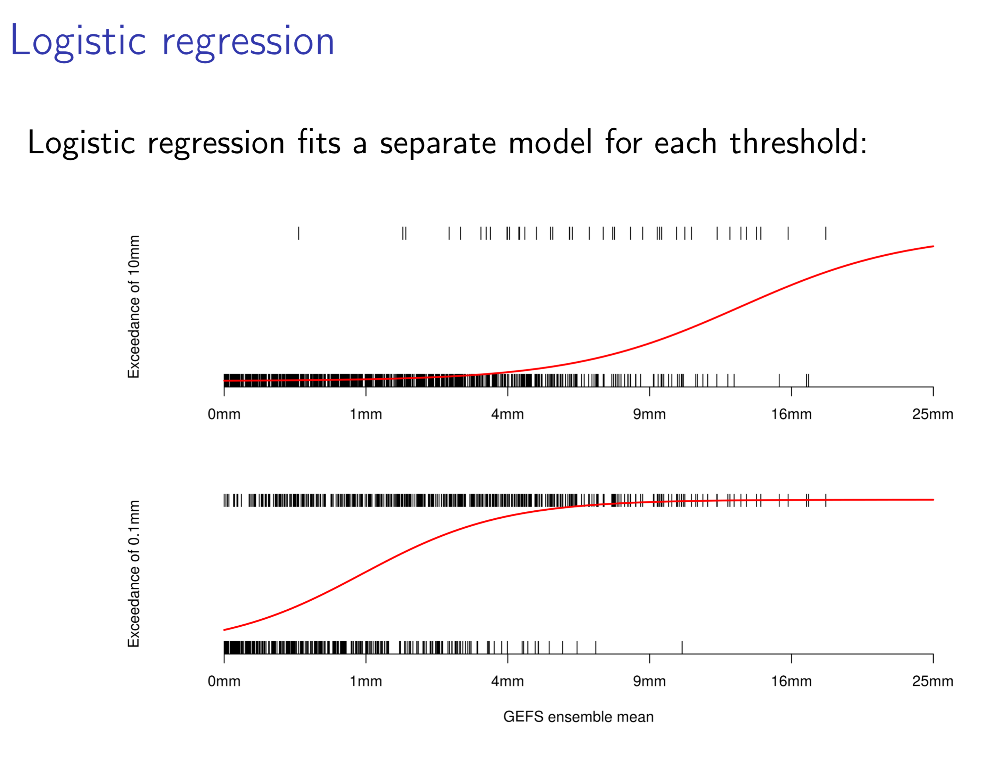 Logistic regression
Logistic regression fits a separate model for each threshold:
Exceedance of 10mm
0mm 1mm 4mm 9mm 16mm 25mm
Exceedance of 0.1mm
0mm 1mm 4mm 9mm 16mm 25mm
GEFS ensemble mean